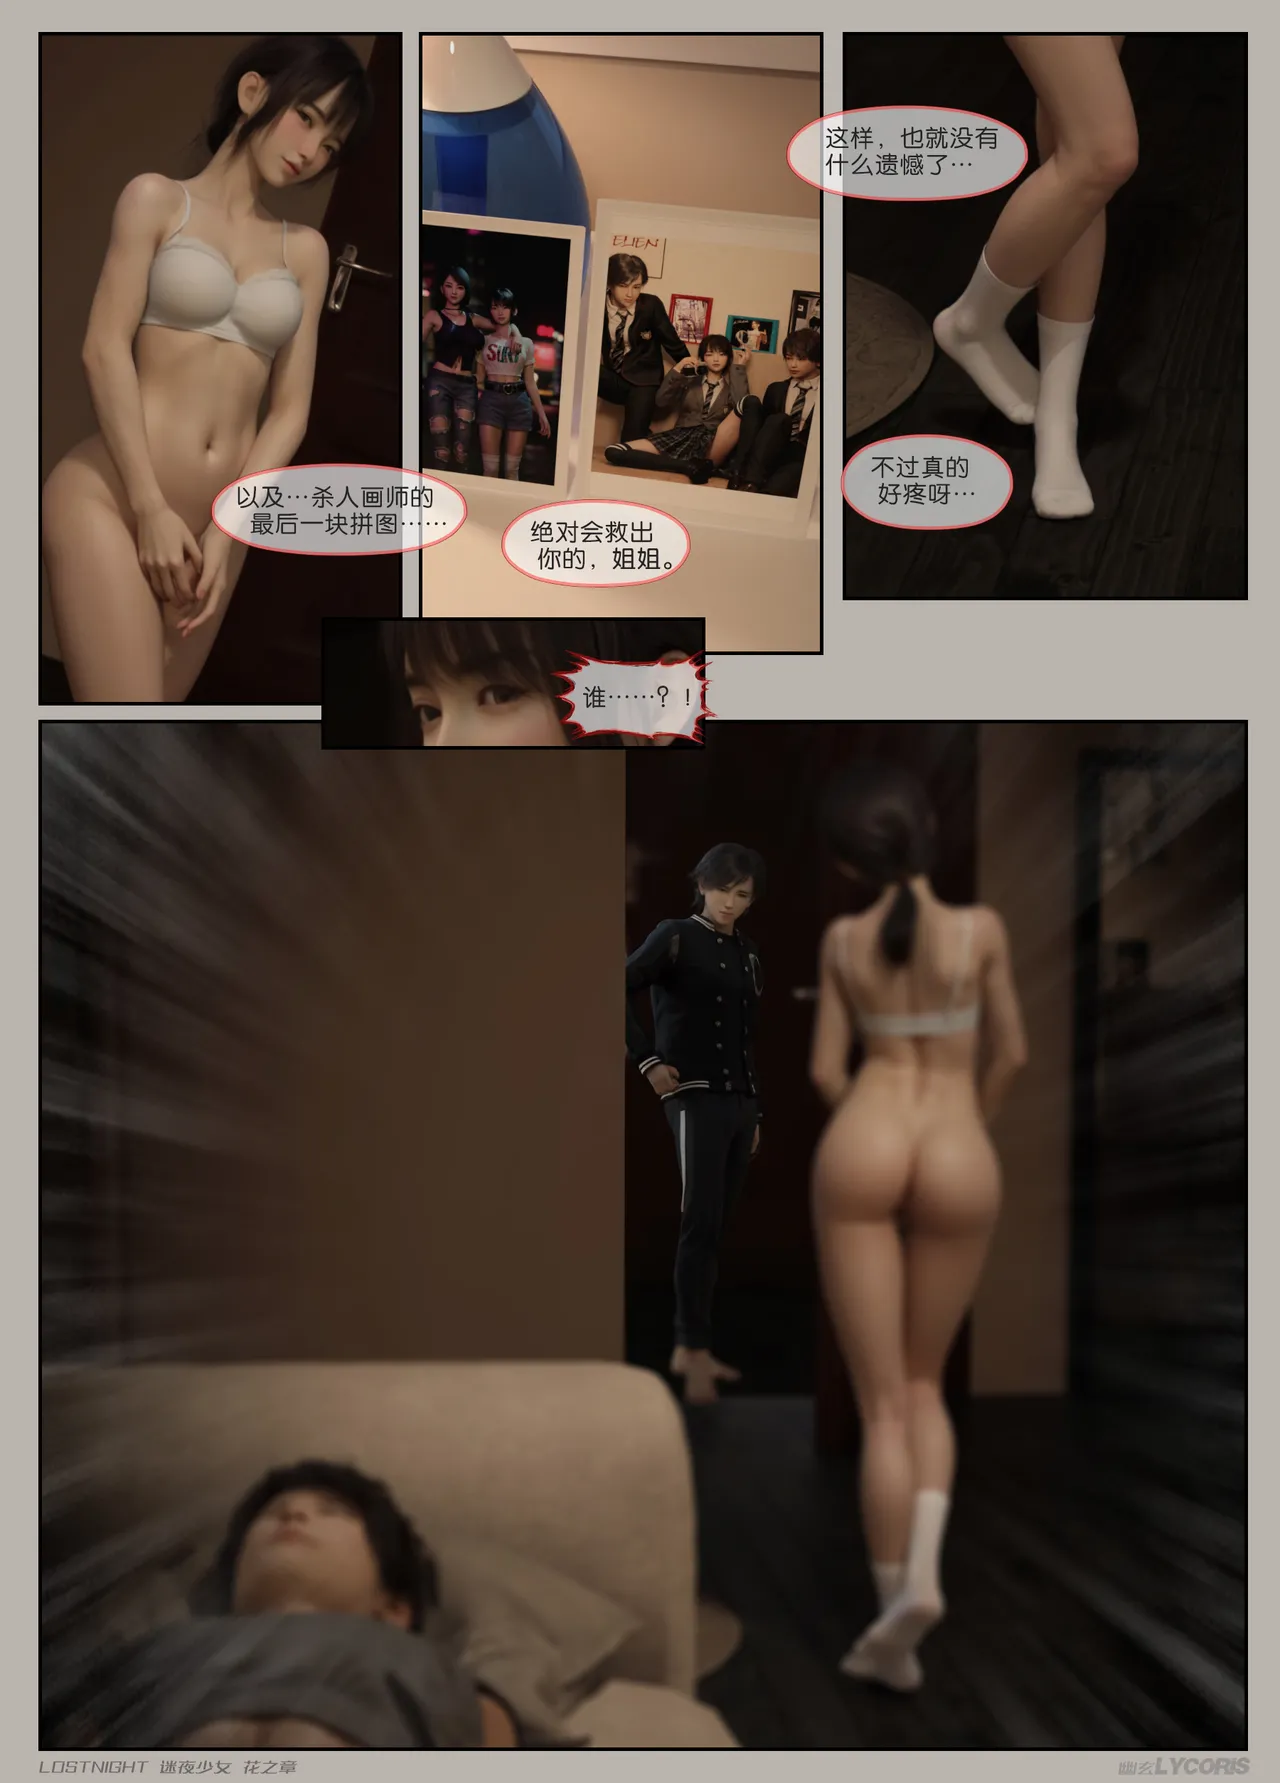 以及…杀人画师的
最后一块拼图……
ELIEN
SURF
绝对会救出
你的，姐姐。
这样，也就没有
什么遗憾了…
不过真的
好疼呀…
谁……？！
LOSTNIGHT 迷夜少女 花之章
幽玄LYCORIS